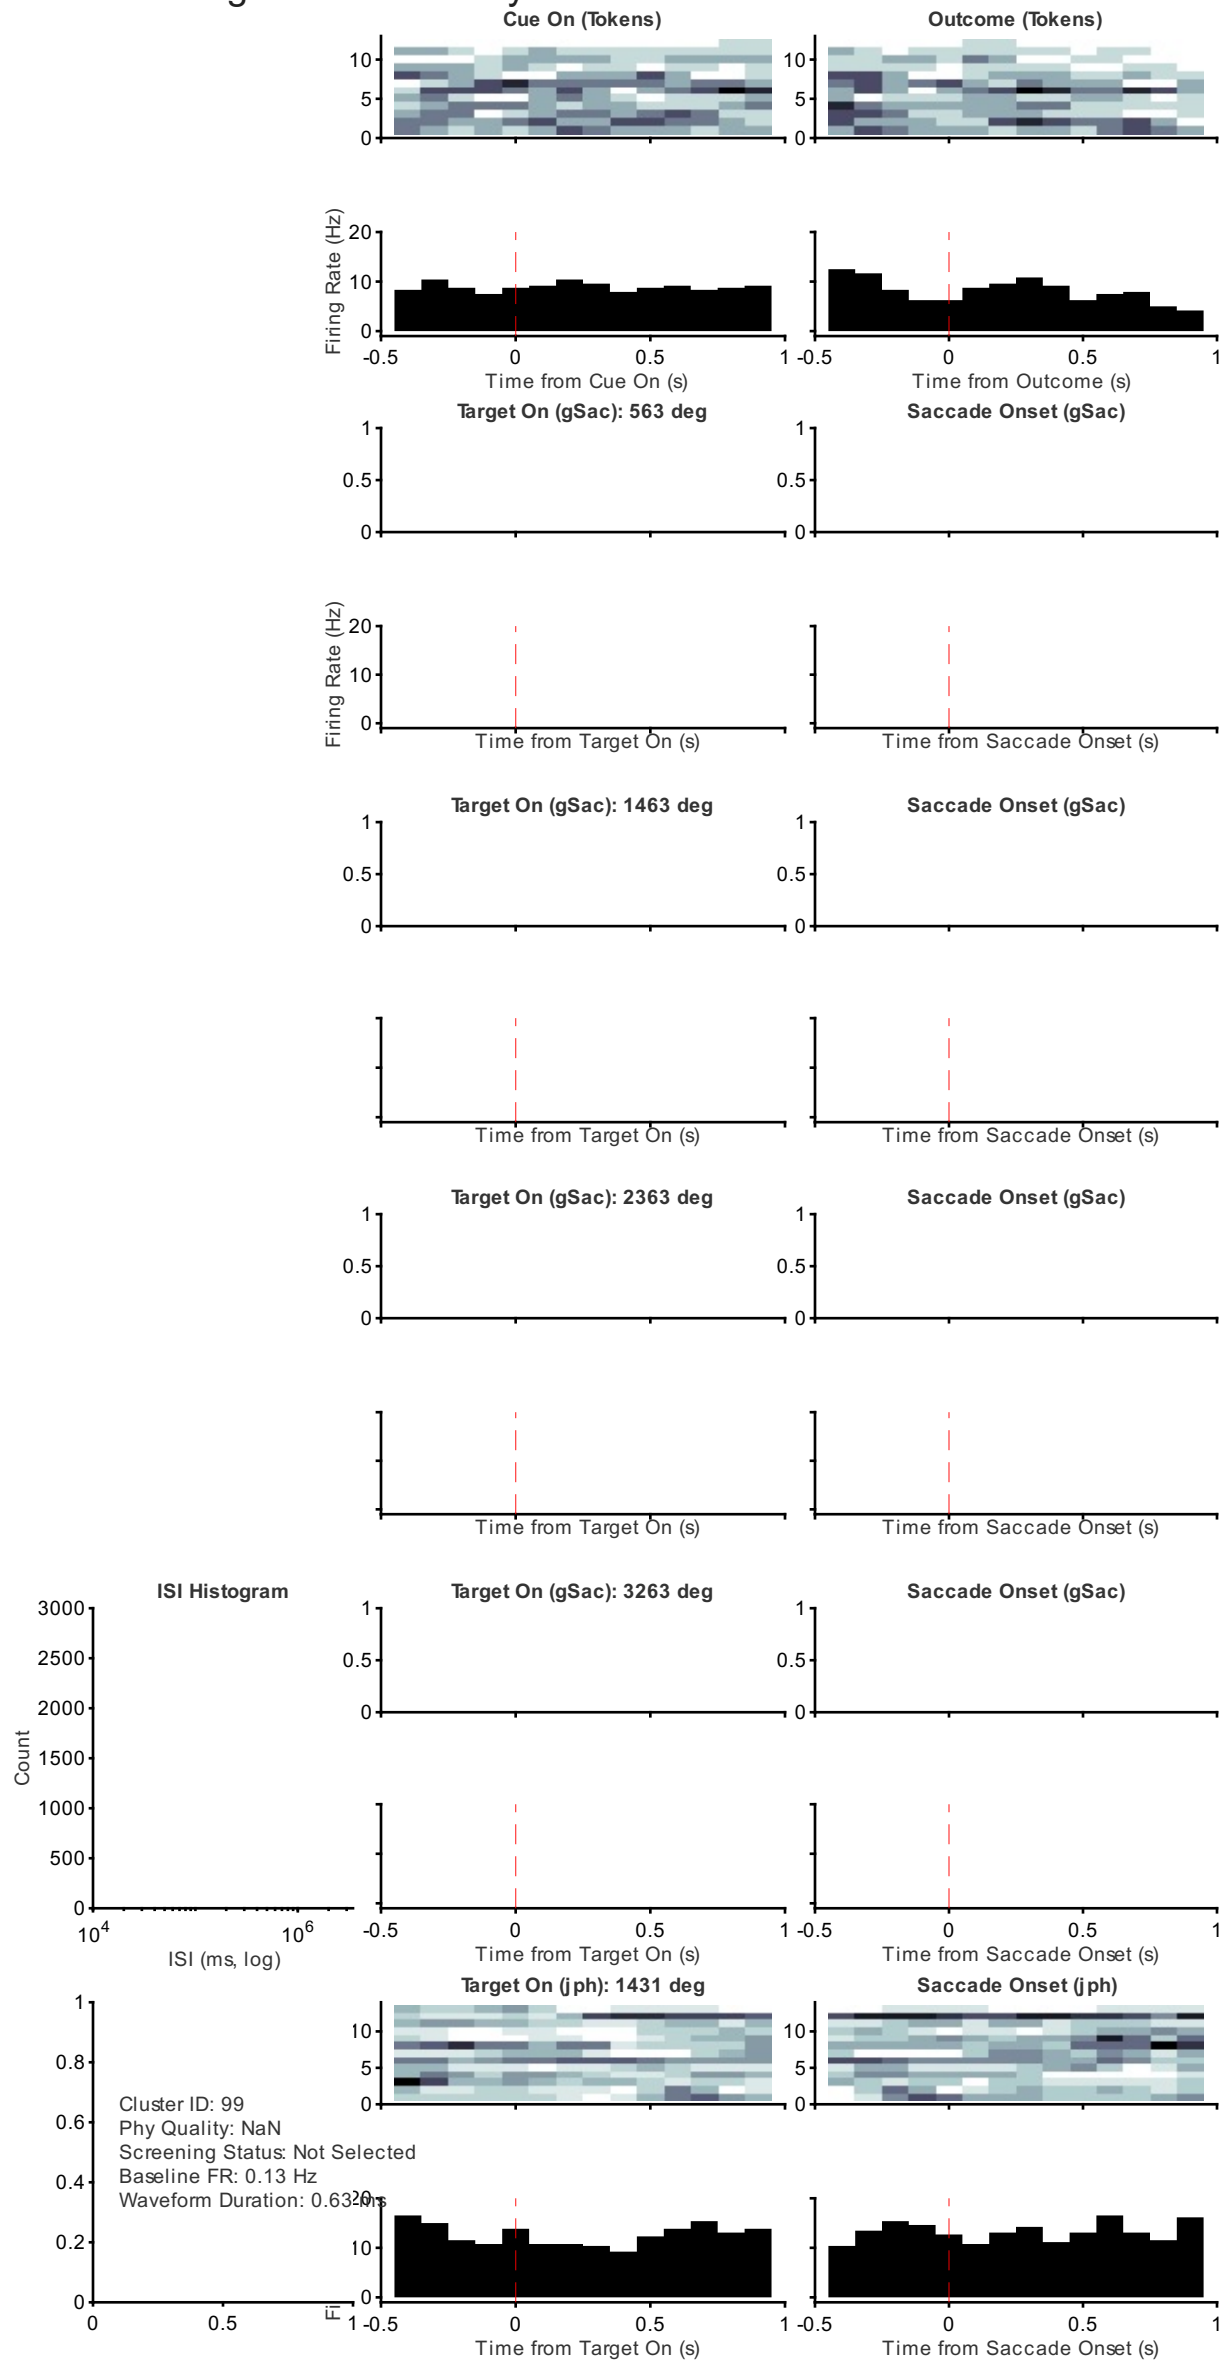 Cue On (Tokens)
Outcome (Tokens)
10
5
0
10
5
0
Firing Rate (Hz)
20
10
0
-0.5
0
0.5
1
-0.5
0
0.5
1
Time from Cue On (s)
Time from Outcome (s)
Target On (gSac): 563 deg
Saccade Onset (gSac)
1
0.5
0
1
0.5
0
Firing Rate (Hz)
20
10
0
Time from Target On (s)
Time from Saccade Onset (s)
Target On (gSac): 1463 deg
Saccade Onset (gSac)
1
0.5
0
1
0.5
0
Time from Target On (s)
Time from Saccade Onset (s)
Target On (gSac): 2363 deg
Saccade Onset (gSac)
1
0.5
0
1
0.5
0
Time from Target On (s)
Time from Saccade Onset (s)
ISI Histogram
3000
2500
2000
1500
1000
500
0
Count
10^4
10^6
ISI (ms, log)
Target On (gSac): 3263 deg
Saccade Onset (gSac)
1
0.5
0
1
0.5
0
-0.5
0
0.5
1
-0.5
0
0.5
1
Time from Target On (s)
Time from Saccade Onset (s)
Target On (jph): 1431 deg
Saccade Onset (jph)
10
5
0
10
5
0
1
0.8
0.6
0.4
0.2
0
0
0.5
1
Cluster ID: 99
Phy Quality: NaN
Screening Status: Not Selected
Baseline FR: 0.13 Hz
Waveform Duration: 0.63 ms
20
10
0
Fi
-0.5
0
0.5
1
-0.5
0
0.5
1
Time from Target On (s)
Time from Saccade Onset (s)